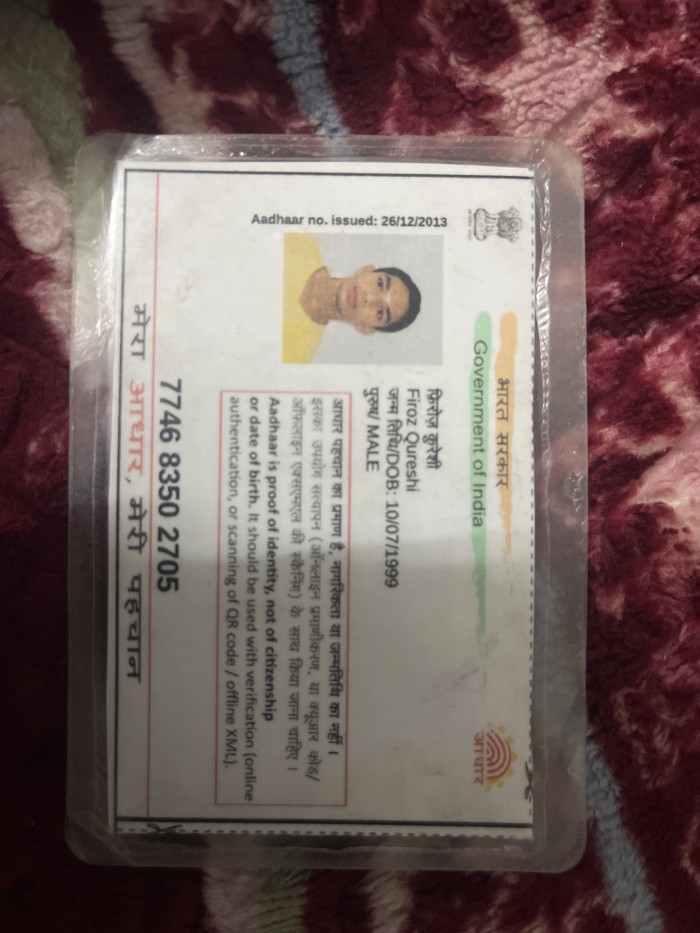 भारत सरकार
Government of India
Aadhaar no. issued: 26/12/2013
फ़िरोज़ कुरेशी
Firoz Qureshi
जन्म तिथि/DOB: 10/07/1999
पुरुष/ MALE
आधार पहचान का प्रमाण है, नागरिकता या जन्मतिथि का नहीं ।
इसका उपयोग सत्यापन (ऑनलाइन प्रमाणीकरण, या क्यूआर कोड/
ऑफलाइन एक्सएमएल की स्कैनिंग) के साथ किया जाना चाहिए ।
Aadhaar is proof of identity, not of citizenship
or date of birth. It should be used with verification (online
authentication, or scanning of QR code / offline XML).
7746 8350 2705
मेरा आधार, मेरी पहचान
आधार